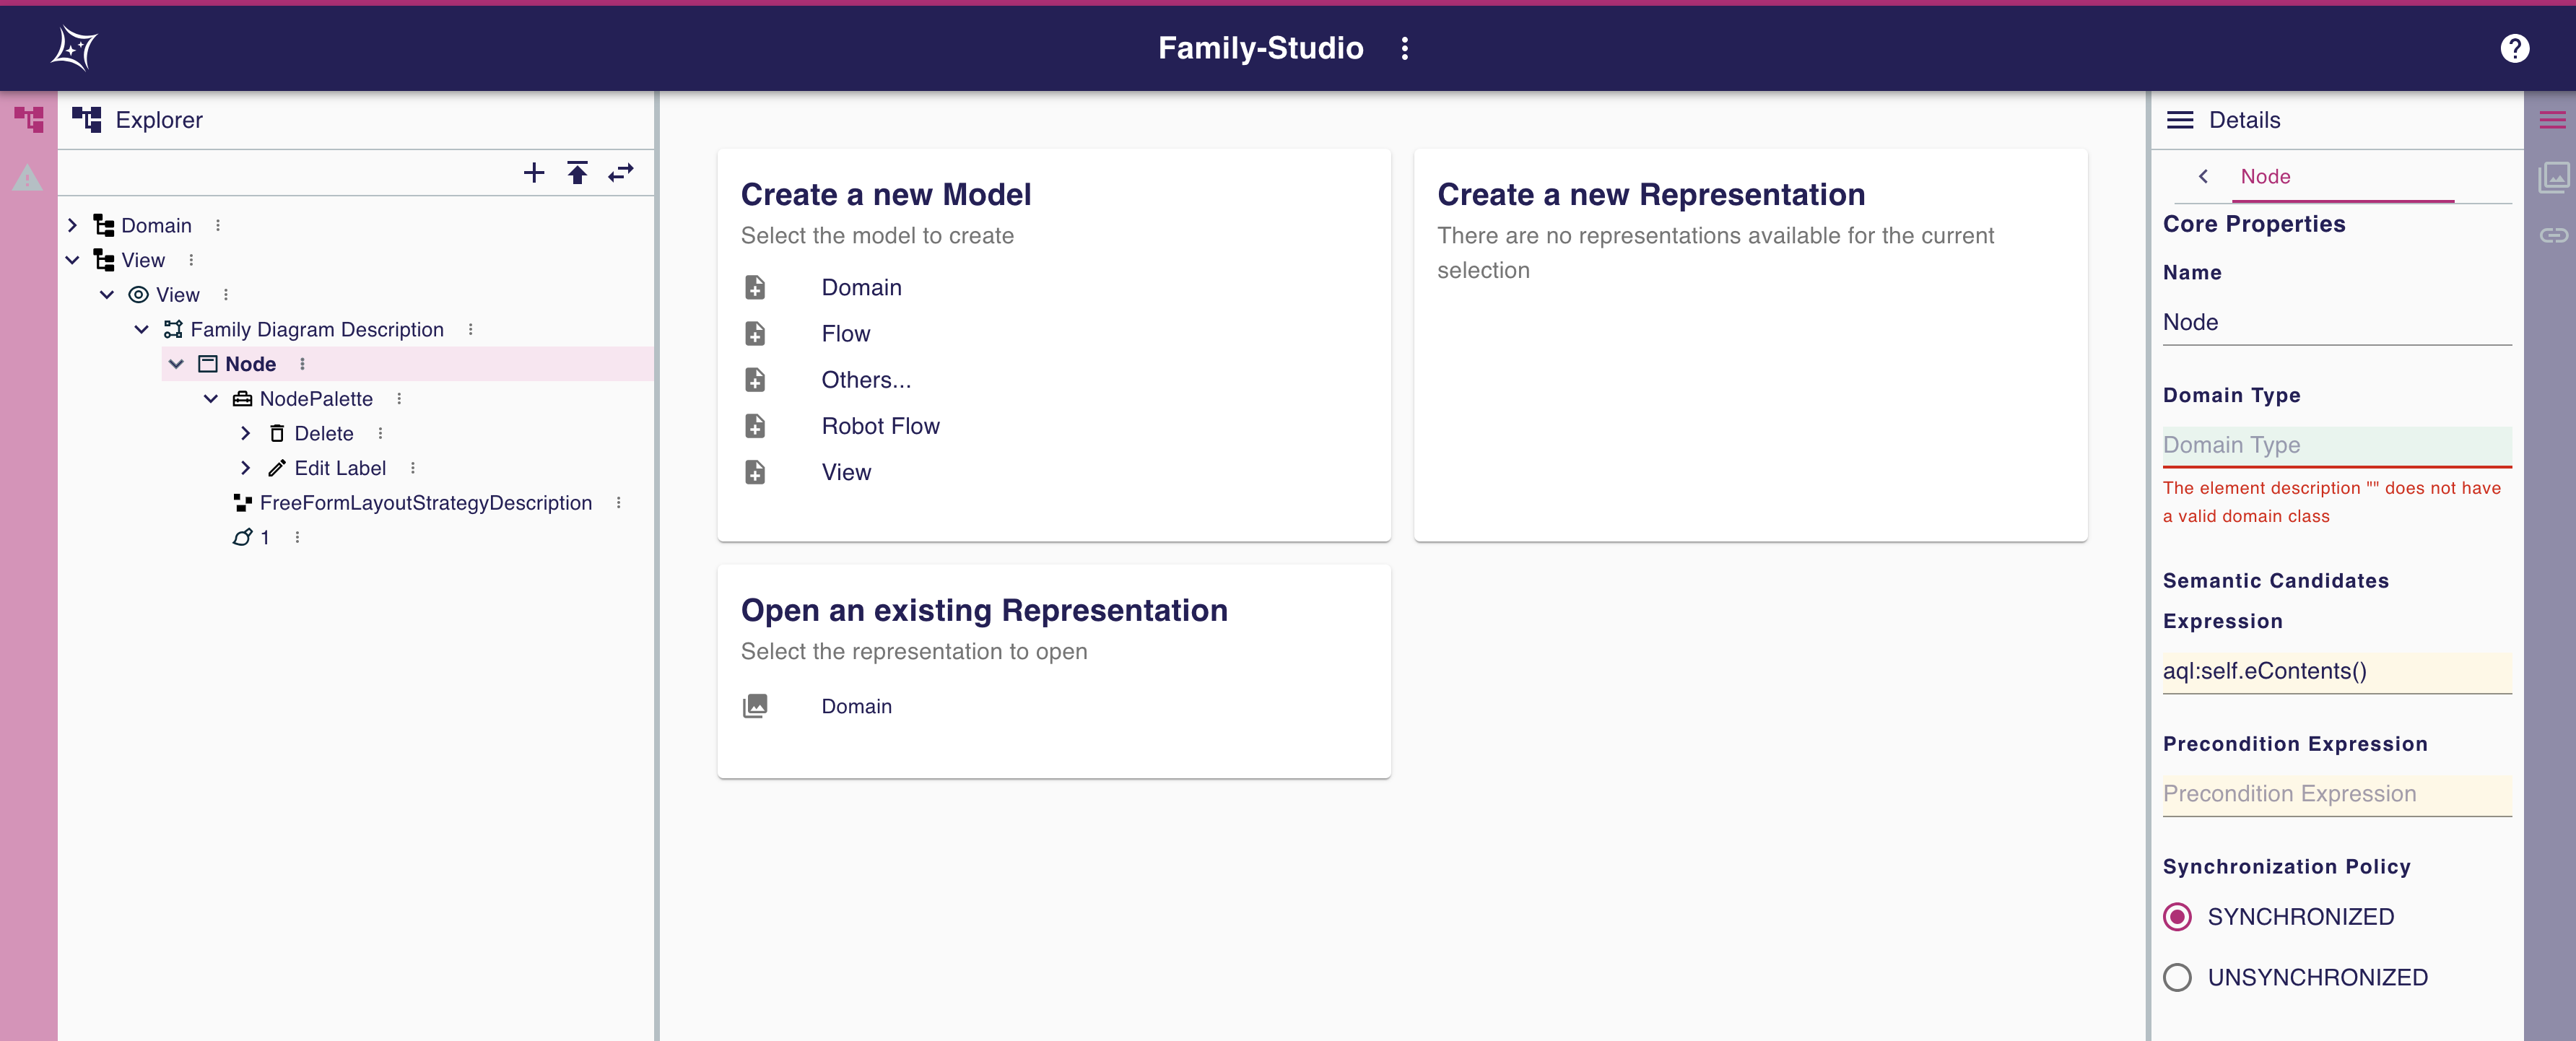 Family-Studio
Explorer
Domain
View
View
Family Diagram Description
Node
NodePalette
Delete
Edit Label
FreeFormLayoutStrategyDescription
1
Create a new Model
Select the model to create
Domain
Flow
Others...
Robot Flow
View
Create a new Representation
There are no representations available for the current
selection
Open an existing Representation
Select the representation to open
Domain
Details
Node
Core Properties
Name
Node
Domain Type
Domain Type
The element description "" does not have
a valid domain class
Semantic Candidates
Expression
aql:self.eContents()
Precondition Expression
Precondition Expression
Synchronization Policy
SYNCHRONIZED
UNSYNCHRONIZED